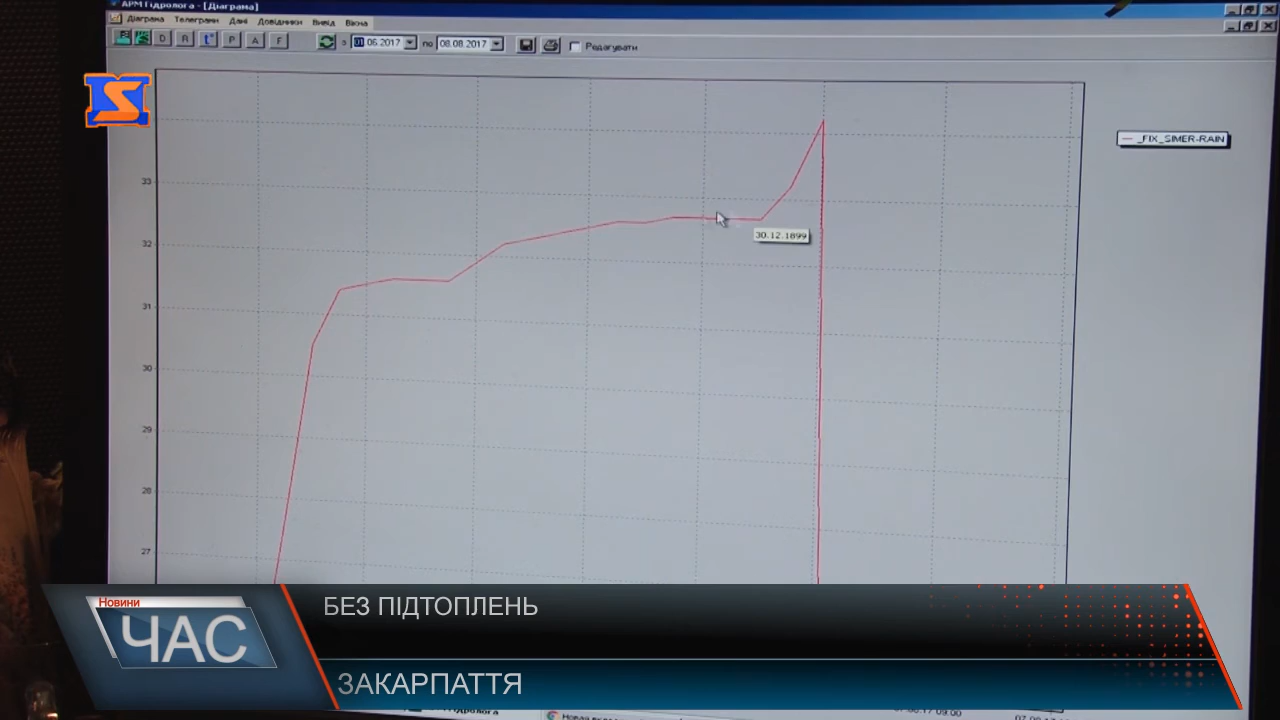 АРМ Гідролога - [Діаграма]
Діаграма Телеграми Дані Довідники Вивід Вікна
D R t° P A F з 01.06.2017 по 08.08.2017 Редагувати
_FIX_SIMER-RAIN
33
32
30.12.1899
31
30
29
28
27
Новини
ЧАС
БЕЗ ПІДТОПЛЕНЬ
ЗАКАРПАТТЯ